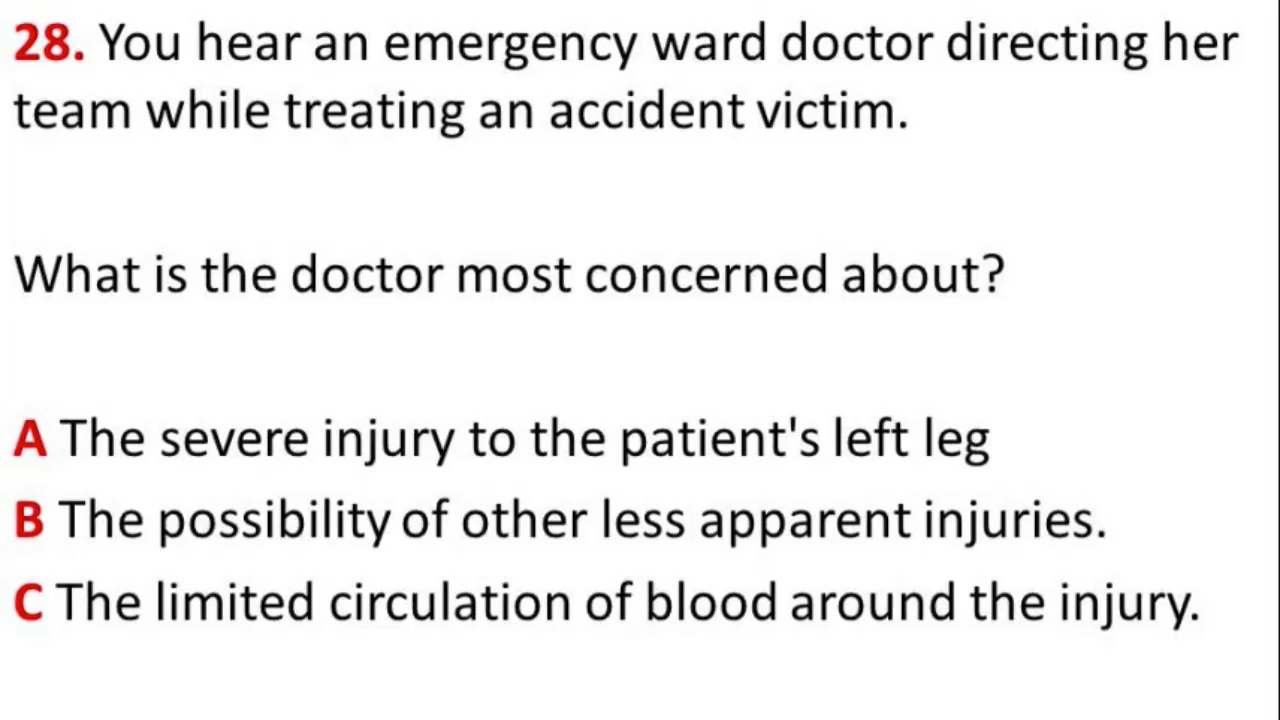 28. You hear an emergency ward doctor directing her
team while treating an accident victim.
What is the doctor most concerned about?
A The severe injury to the patient's left leg
B The possibility of other less apparent injuries.
C The limited circulation of blood around the injury.